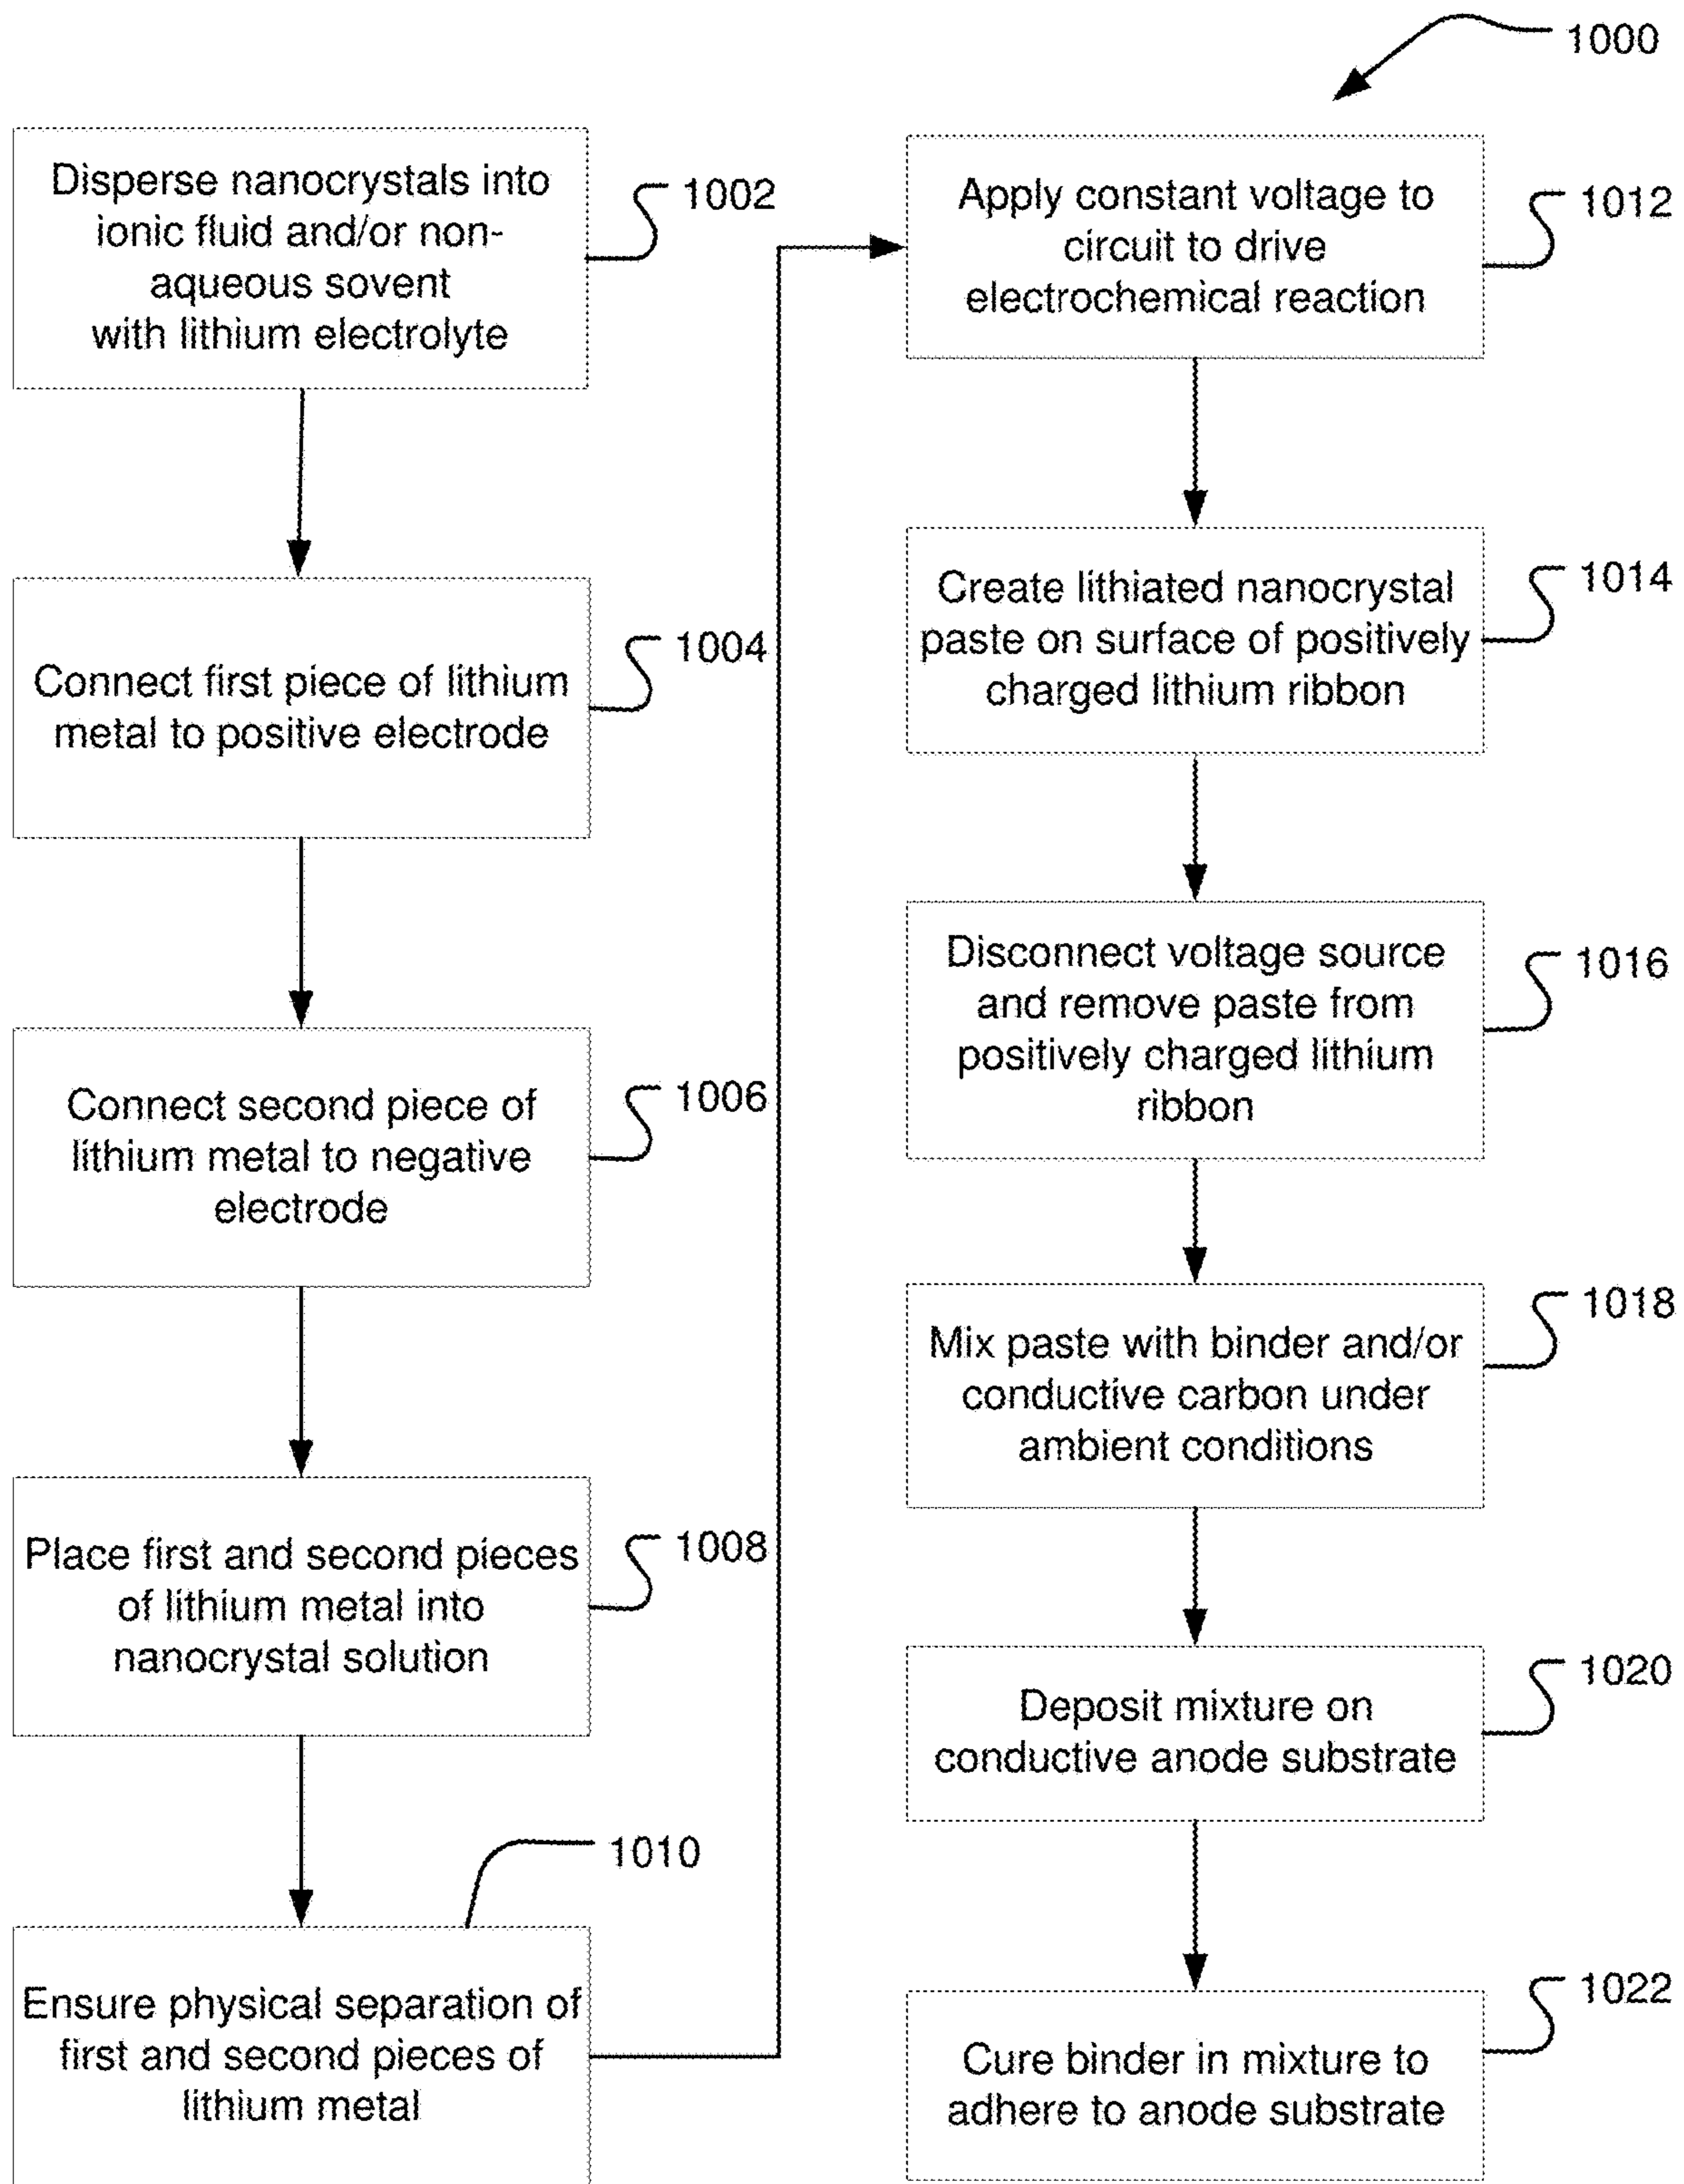 1000
Disperse nanocrystals into
ionic fluid and/or non-
aqueous sovent
with lithium electrolyte
1002
Connect first piece of lithium
metal to positive electrode
1004
Connect second piece of
lithium metal to negative
electrode
1006
Place first and second pieces
of lithium metal into
nanocrystal solution
1008
Ensure physical separation of
first and second pieces of
lithium metal
1010
Apply constant voltage to
circuit to drive
electrochemical reaction
1012
Create lithiated nanocrystal
paste on surface of positively
charged lithium ribbon
1014
Disconnect voltage source
and remove paste from
positively charged lithium
ribbon
1016
Mix paste with binder and/or
conductive carbon under
ambient conditions
1018
Deposit mixture on
conductive anode substrate
1020
Cure binder in mixture to
adhere to anode substrate
1022